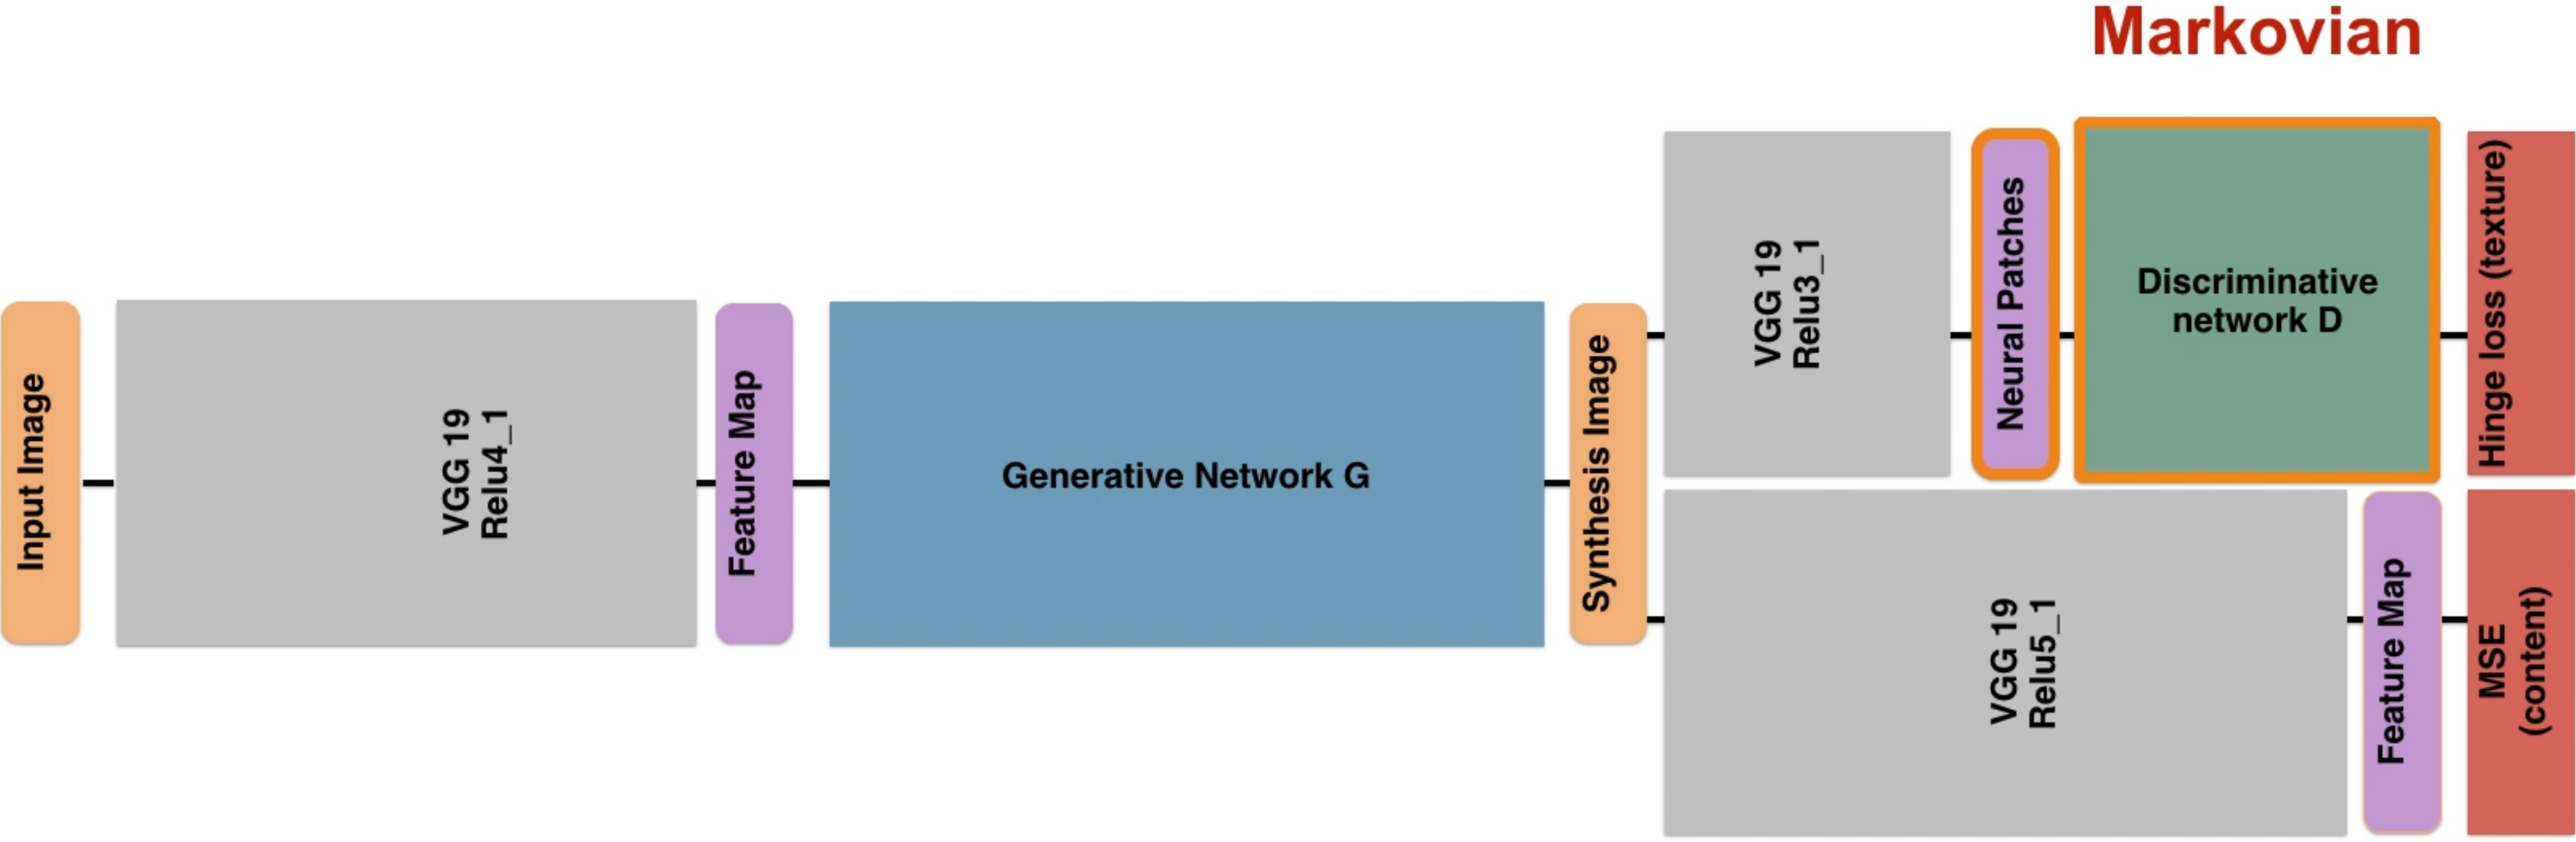 Markovian
Input Image
VGG 19
Relu4_1
Feature Map
Generative Network G
Synthesis Image
VGG 19
Relu3_1
Neural Patches
Discriminative
network D
Hinge loss (texture)
VGG 19
Relu5_1
Feature Map
MSE
(content)